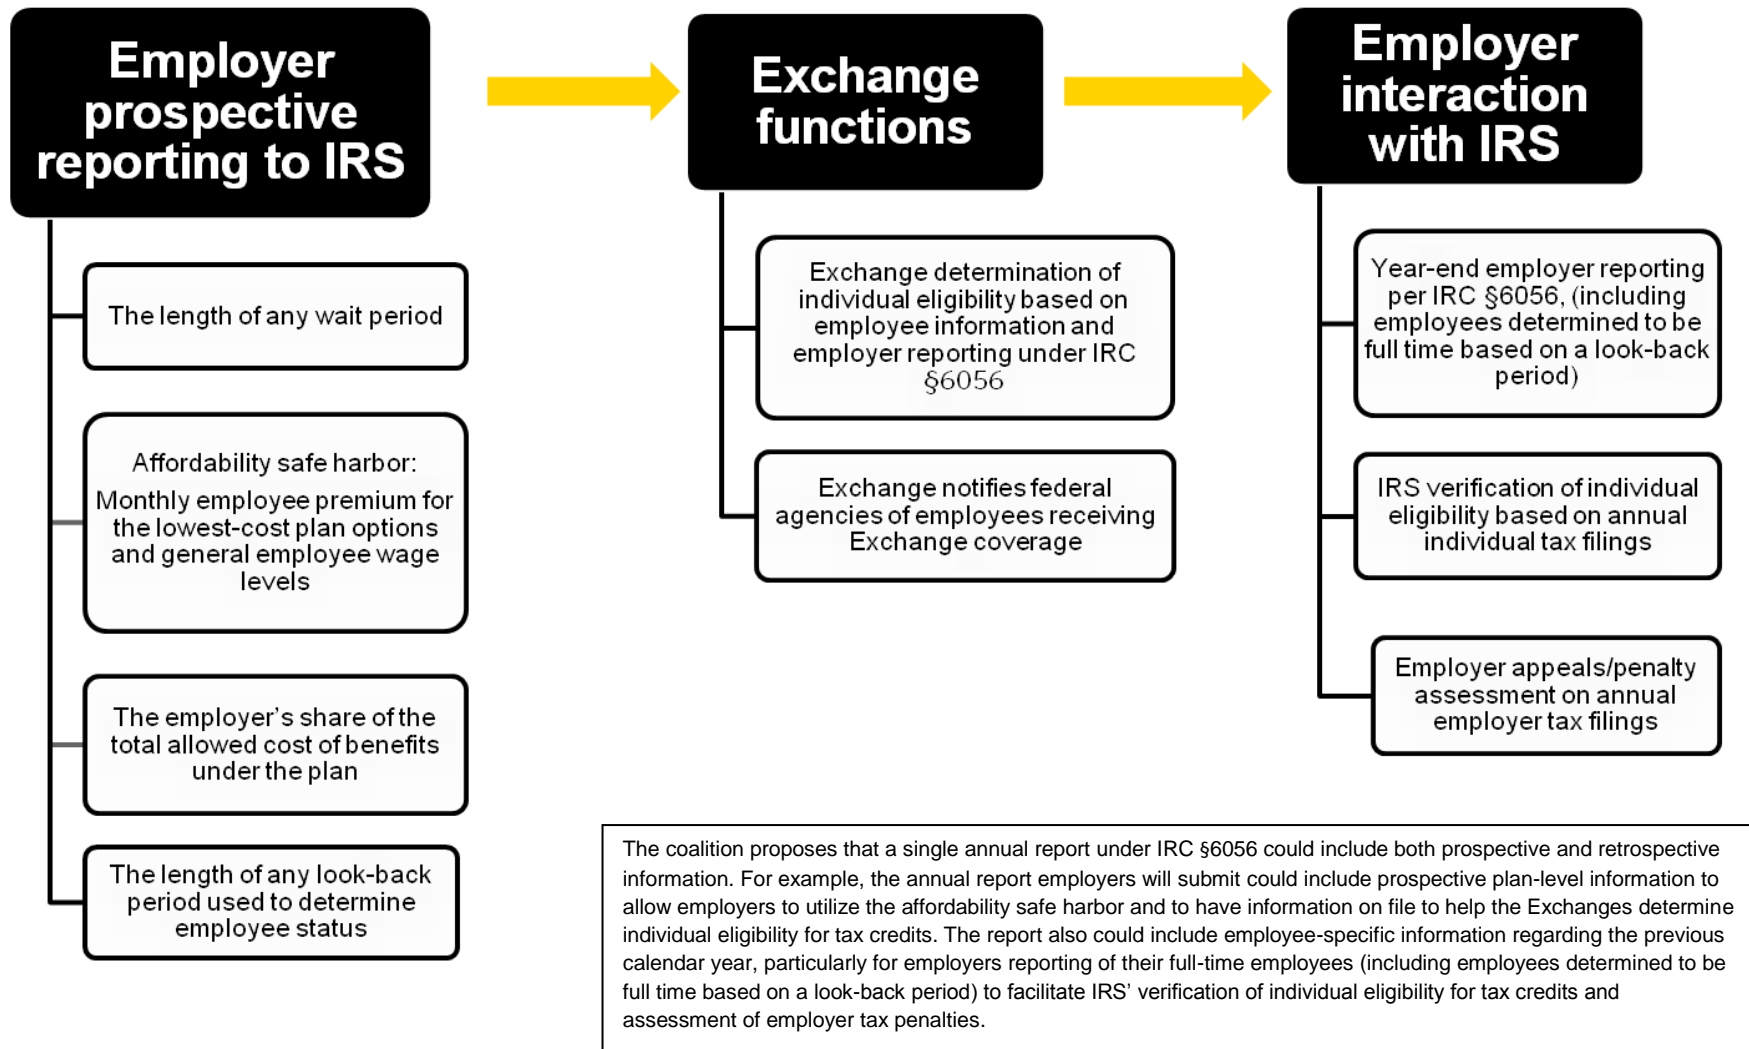 Employer
prospective
reporting to IRS
The length of any wait period
Affordability safe harbor:
Monthly employee premium for
the lowest-cost plan options
and general employee wage
levels
The employer's share of the
total allowed cost of benefits
under the plan
The length of any look-back
period used to determine
employee status
Exchange
functions
Exchange determination of
individual eligibility based on
employee information and
employer reporting under IRC
§6056
Exchange notifies federal
agencies of employees receiving
Exchange coverage
Employer
interaction
with IRS
Year-end employer reporting
per IRC §6056, (including
employees determined to be
full time based on a look-back
period)
IRS verification of individual
eligibility based on annual
individual tax filings
Employer appeals/penalty
assessment on annual
employer tax filings
The coalition proposes that a single annual report under IRC §6056 could include both prospective and retrospective
information. For example, the annual report employers will submit could include prospective plan-level information to
allow employers to utilize the affordability safe harbor and to have information on file to help the Exchanges determine
individual eligibility for tax credits. The report also could include employee-specific information regarding the previous
calendar year, particularly for employers reporting of their full-time employees (including employees determined to be
full time based on a look-back period) to facilitate IRS' verification of individual eligibility for tax credits and
assessment of employer tax penalties.